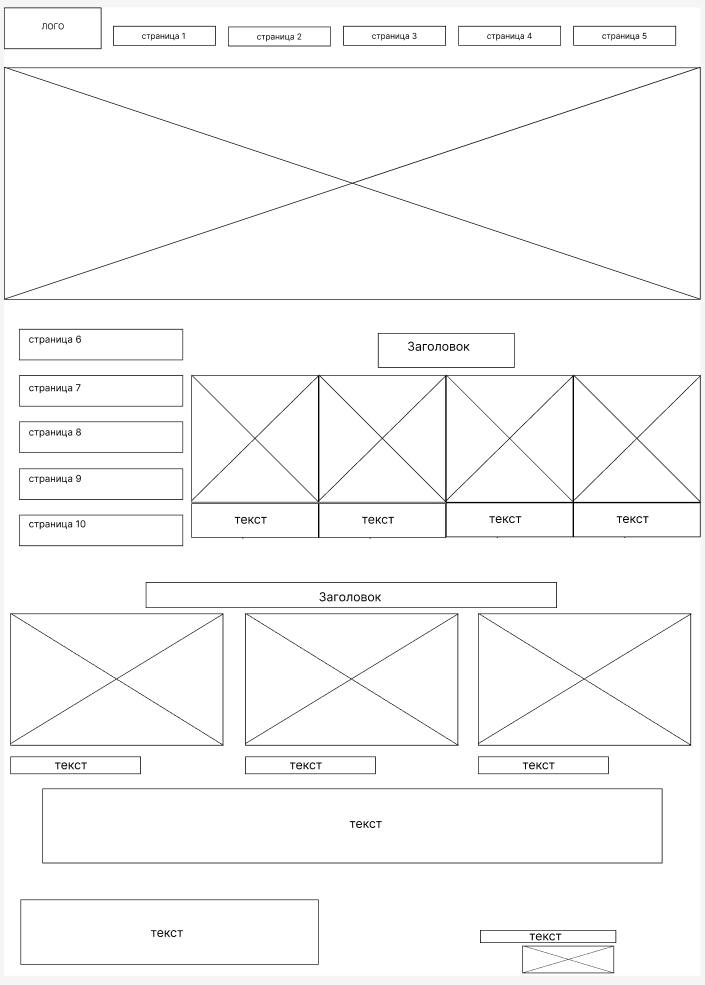 ЛОГО
страница 1
страница 2
страница 3
страница 4
страница 5
страница 6
Заголовок
страница 7
страница 8
страница 9
страница 10
текст
текст
текст
текст
Заголовок
текст
текст
текст
текст
текст
текст